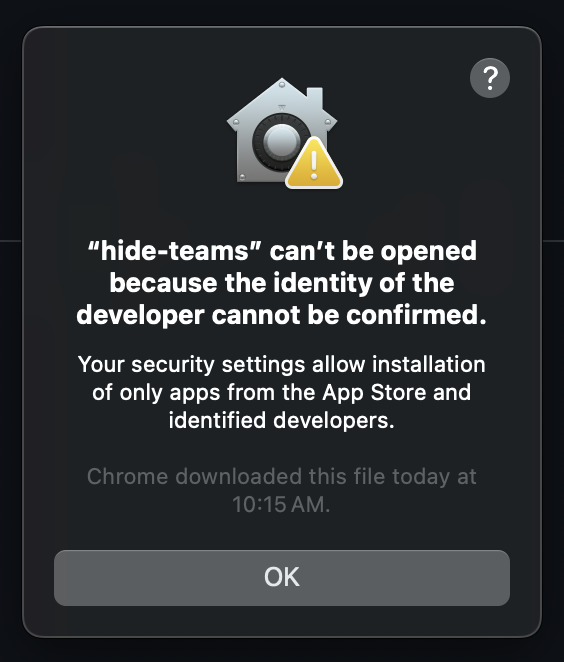 ?
“hide-teams” can’t be opened
because the identity of the
developer cannot be confirmed.
Your security settings allow installation
of only apps from the App Store and
identified developers.
Chrome downloaded this file today at
10:15 AM.
OK